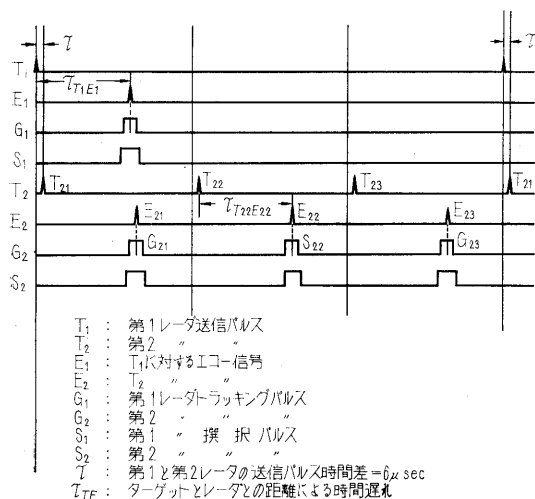 τ τ
T₁
τT₁E₁
E₁
G₁
S₁
T₂ T₂₁ T₂₂ T₂₃ T₂₁
τT₂₂E₂₂
E₂ E₂₁ E₂₂ E₂₃
G₂ G₂₁ S₂₂ G₂₃
S₂
T₁ : 第1レーダ送信パルス
T₂ : 第2 〃 〃
E₁ : T₁に対するエコー信号
E₂ : T₂ 〃 〃
G₁ : 第1レーダトラッキングパルス
G₂ : 第2 〃 〃 〃
S₁ : 第1 〃 撰択パルス
S₂ : 第2 〃 〃 〃
τ : 第1と第2レーダの送信パルス時間差=6μsec
τTE : ターゲットとレーダとの距離による時間遅れ